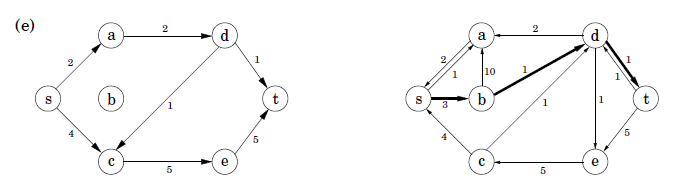 (e)
a 2 d
2 1
s b t
1
4 5
c 5 e
a 2 d
2 1 1 1
10 1
s 3 b t
1 1
4 5
c 5 e